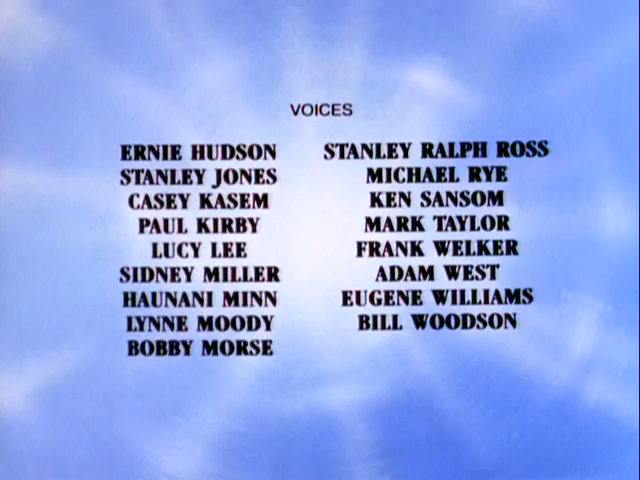 VOICES
ERNIE HUDSON
STANLEY JONES
CASEY KASEM
PAUL KIRBY
LUCY LEE
SIDNEY MILLER
HAUNANI MINN
LYNNE MOODY
BOBBY MORSE
STANLEY RALPH ROSS
MICHAEL RYE
KEN SANSOM
MARK TAYLOR
FRANK WELKER
ADAM WEST
EUGENE WILLIAMS
BILL WOODSON